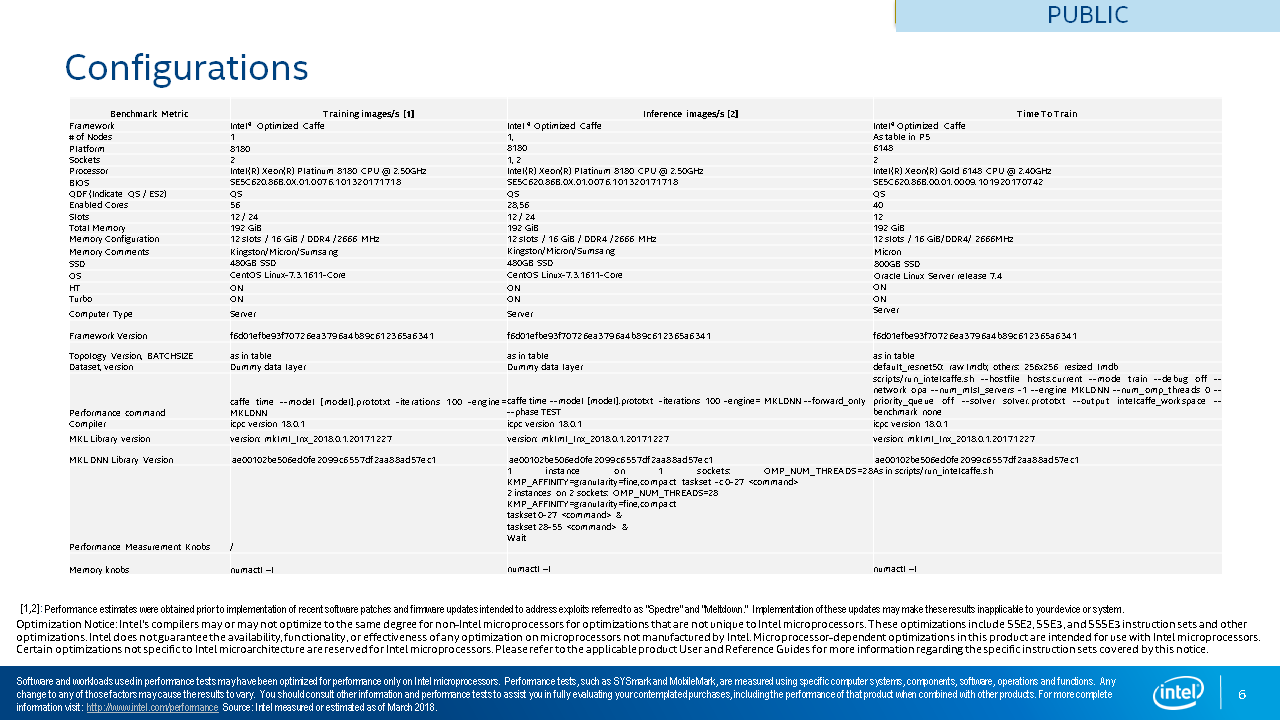 PUBLIC
Configurations
Benchmark Metric Training images/s [1] Inference images/s [2] Time To Train
Framework Intel® Optimized Caffe Intel ® Optimized Caffe Intel® Optimized Caffe
# of Nodes 1 1, As table in P5
Platform 8180 8180 6148
Sockets 2 1, 2 2
Processor Intel(R) Xeon(R) Platinum 8180 CPU @ 2.50GHz Intel(R) Xeon(R) Platinum 8180 CPU @ 2.50GHz Intel(R) Xeon(R) Gold 6148 CPU @ 2.40GHz
BIOS SE5C620.86B.0X.01.0076.101320171718 SE5C620.86B.0X.01.0076.101320171718 SE5C620.86B.00.01.0009.101920170742
QDF(Indicate QS / ES2) QS QS QS
Enabled Cores 56 28,56 40
Slots 12 / 24 12 / 24 12
Total Memory 192 GiB 192 GiB 192 GiB
Memory Configuration 12 slots / 16 GiB / DDR4 /2666 MHz 12 slots / 16 GiB / DDR4 /2666 MHz 12 slots / 16 GiB/DDR4/ 2666MHz
Memory Comments Kingston/Micron/Sumsang Kingston/Micron/Sumsang Micron
SSD 480GB SSD 480GB SSD 800GB SSD
OS CentOS Linux-7.3.1611-Core CentOS Linux-7.3.1611-Core Oracle Linux Server release 7.4
HT ON ON ON
Turbo ON ON ON
Computer Type Server Server Server
Framework Version f6d01efbe93f70726ea3796a4b89c612365a6341 f6d01efbe93f70726ea3796a4b89c612365a6341 f6d01efbe93f70726ea3796a4b89c612365a6341
Topology Version, BATCHSIZE as in table as in table as in table
Dataset, version Dummy data layer Dummy data layer default_resnet50: raw lmdb; others: 256x256 resized lmdb
scripts/run_intelcaffe.sh --hostfile hosts.current --mode train --debug off --
network opa --num_mlsl_servers -1 --engine MKLDNN --num_omp_threads 0 --
caffe time --model [model].prototxt -iterations 100 -engine= caffe time --model [model].prototxt -iterations 100 -engine= MKLDNN --forward_only priority_queue off --solver solver.prototxt --output intelcaffe_workspace --
Performance command MKLDNN --phase TEST benchmark none
Compiler icpc version 18.0.1 icpc version 18.0.1 icpc version 18.0.1
MKL Library version version: mklml_lnx_2018.0.1.20171227 version: mklml_lnx_2018.0.1.20171227 version: mklml_lnx_2018.0.1.20171227
MKL DNN Library Version ae00102be506ed0fe2099c6557df2aa88ad57ec1 ae00102be506ed0fe2099c6557df2aa88ad57ec1 ae00102be506ed0fe2099c6557df2aa88ad57ec1
1 instance on 1 sockets: OMP_NUM_THREADS=28 As in scripts/run_intelcaffe.sh
KMP_AFFINITY=granularity=fine,compact taskset -c 0-27 <command>
2 instances on 2 sockets: OMP_NUM_THREADS=28
KMP_AFFINITY=granularity=fine,compact
taskset 0-27 <command> &
taskset 28-55 <command> &
Wait
Performance Measurement Knobs /
Memory knobs numactl –l numactl –l numactl –l
[1,2]: Performance estimates were obtained prior to implementation of recent software patches and firmware updates intended to address exploits referred to as "Spectre" and "Meltdown." Implementation of these updates may make these results inapplicable to your device or system.
Optimization Notice: Intel's compilers may or may not optimize to the same degree for non-Intel microprocessors for optimizations that are not unique to Intel microprocessors. These optimizations include SSE2, SSE3, and SSSE3 instruction sets and other
optimizations. Intel does not guarantee the availability, functionality, or effectiveness of any optimization on microprocessors not manufactured by Intel. Microprocessor-dependent optimizations in this product are intended for use with Intel microprocessors.
Certain optimizations not specific to Intel microarchitecture are reserved for Intel microprocessors. Please refer to the applicable product User and Reference Guides for more information regarding the specific instruction sets covered by this notice.
Software and workloads used in performance tests may have been optimized for performance only on Intel microprocessors. Performance tests, such as SYSmark and MobileMark, are measured using specific computer systems, components, software, operations and functions. Any
change to any of those factors may cause the results to vary. You should consult other information and performance tests to assist you in fully evaluating your contemplated purchases, including the performance of that product when combined with other products. For more complete
information visit: http://www.intel.com/performance Source: Intel measured or estimated as of March 2018.
intel
6